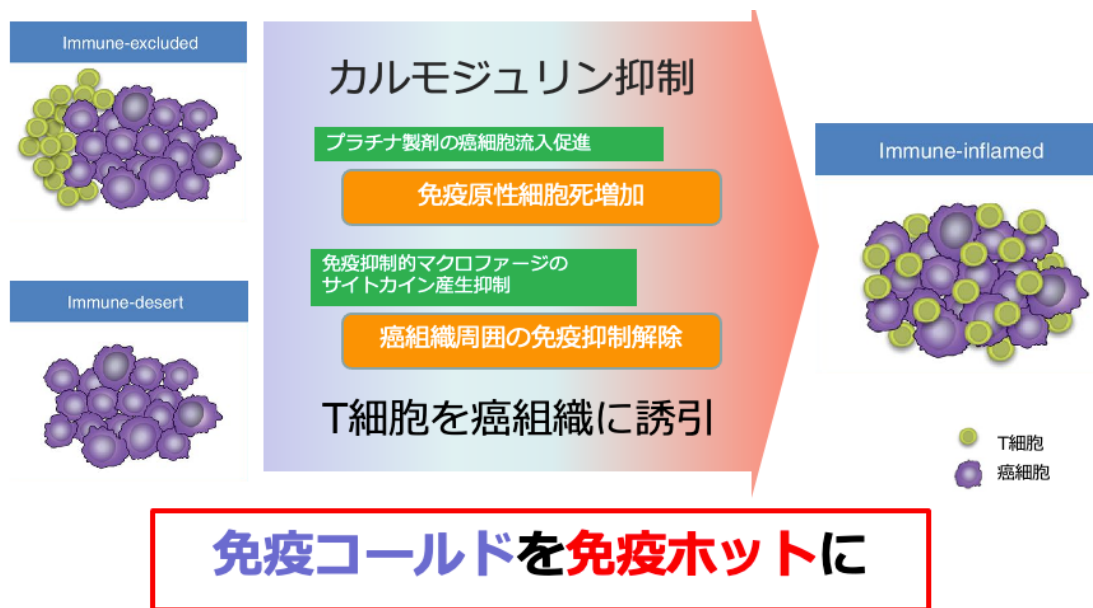 Immune-excluded
Immune-desert
カルモジュリン抑制
プラチナ製剤の癌細胞流入促進
免疫原性細胞死増加
免疫抑制的マクロファージの
サイトカイン産生抑制
癌組織周囲の免疫抑制解除
T細胞を癌組織に誘引
Immune-inflamed
T細胞
癌細胞
免疫コールドを免疫ホットに